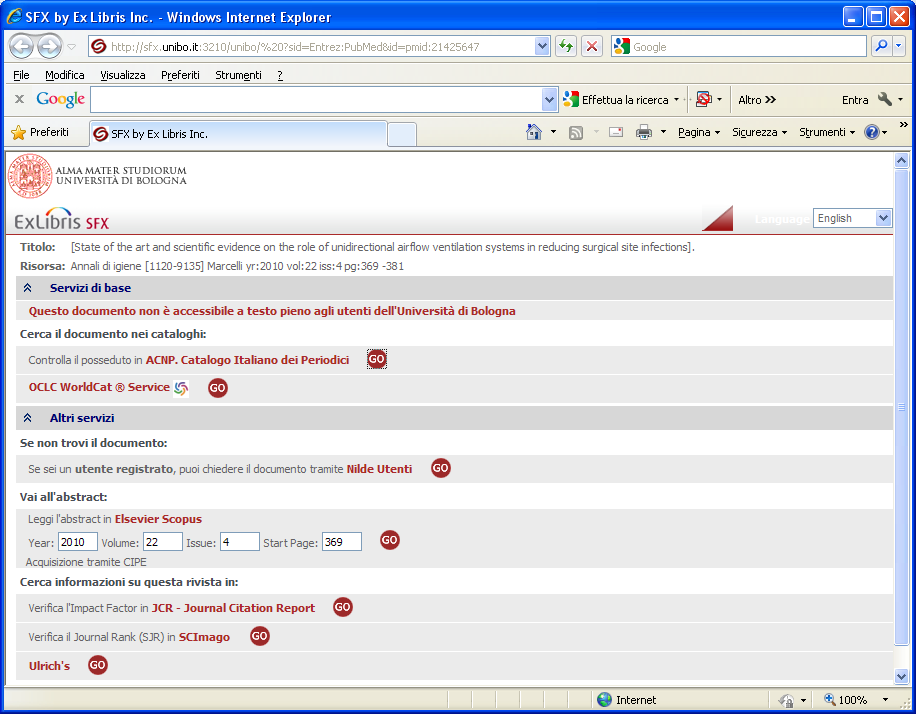 SFX by Ex Libris Inc. - Windows Internet Explorer
http://sfx.unibo.it:3210/unibo/%20?sid=Entrez:PubMed&id=pmid:21425647
Google
File Modifica Visualizza Preferiti Strumenti ?
x Google Effettua la ricerca Altro >> Entra
Preferiti SFX by Ex Libris Inc. Pagina Sicurezza Strumenti
ALMA MATER STUDIORUM
UNIVERSITÀ DI BOLOGNA
ExLibris SFX Language English
Titolo: [State of the art and scientific evidence on the role of unidirectional airflow ventilation systems in reducing surgical site infections].
Risorsa: Annali di igiene [1120-9135] Marcelli yr:2010 vol:22 iss:4 pg:369 -381
Servizi di base
Questo documento non è accessibile a testo pieno agli utenti dell'Università di Bologna
Cerca il documento nei cataloghi:
Controlla il posseduto in ACNP. Catalogo Italiano dei Periodici GO
OCLC WorldCat ® Service GO
Altri servizi
Se non trovi il documento:
Se sei un utente registrato, puoi chiedere il documento tramite Nilde Utenti GO
Vai all'abstract:
Leggi l'abstract in Elsevier Scopus
Year: 2010 Volume: 22 Issue: 4 Start Page: 369 GO
Acquisizione tramite CIPE
Cerca informazioni su questa rivista in:
Verifica l'Impact Factor in JCR - Journal Citation Report GO
Verifica il Journal Rank (SJR) in SCImago GO
Ulrich's GO
Internet 100%